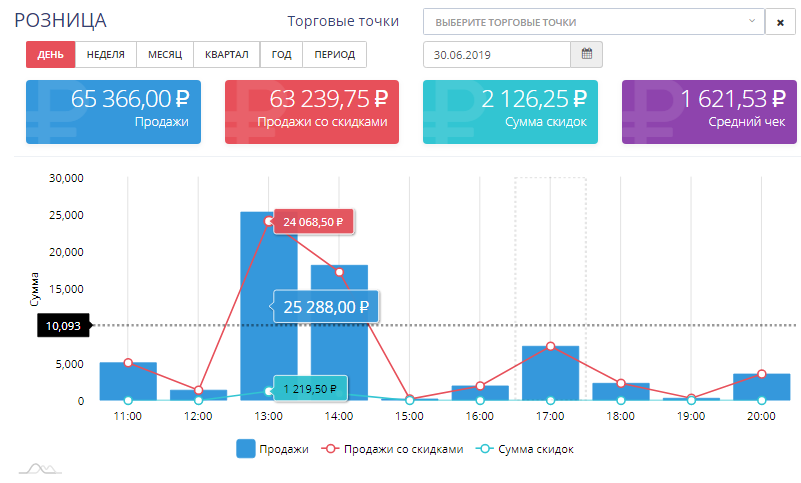 РОЗНИЦА
Торговые точки
ВЫБЕРИТЕ ТОРГОВЫЕ ТОЧКИ
ДЕНЬ НЕДЕЛЯ МЕСЯЦ КВАРТАЛ ГОД ПЕРИОД
30.06.2019
65 366,00 ₽
Продажи
63 239,75 ₽
Продажи со скидками
2 126,25 ₽
Сумма скидок
1 621,53 ₽
Средний чек
30,000
25,000
20,000
15,000
10,093
5,000
0
Сумма
24 068,50 ₽
25 288,00 ₽
1 219,50 ₽
11:00 12:00 13:00 14:00 15:00 16:00 17:00 18:00 19:00 20:00
Продажи Продажи со скидками Сумма скидок